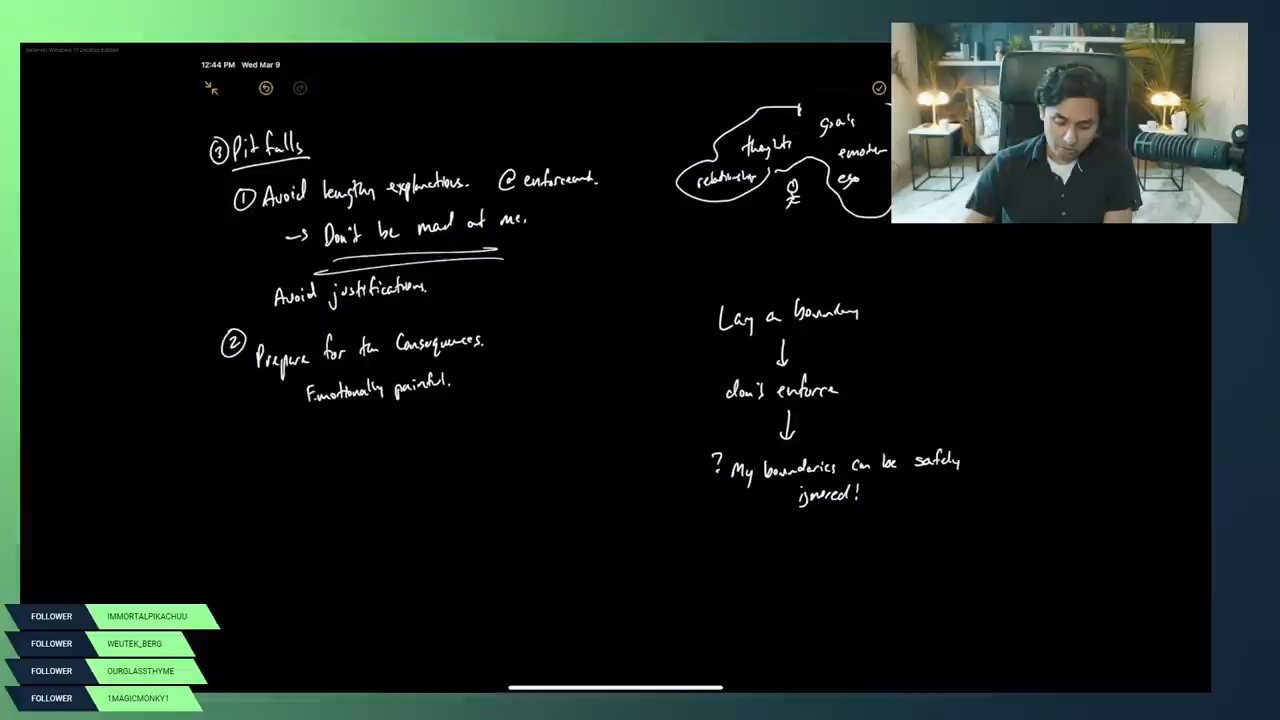 12:44 PM Wed Mar 9
③ Pitfalls
① Avoid lengthy explanations. @ enforcement.
→ Don't be mad at me.
Avoid justifications.
② Prepare for the Consequences.
Emotionally painful.
thoughts
goals
emotion
relationship
ego
Lay a boundary
↓
don't enforce
↓
? My boundaries can be safely
ignored!
FOLLOWER IMMORTALPIKACHUU
FOLLOWER WEUTEK_BERG
FOLLOWER OURGLASSTHYME
FOLLOWER 1MAGICMONKY1